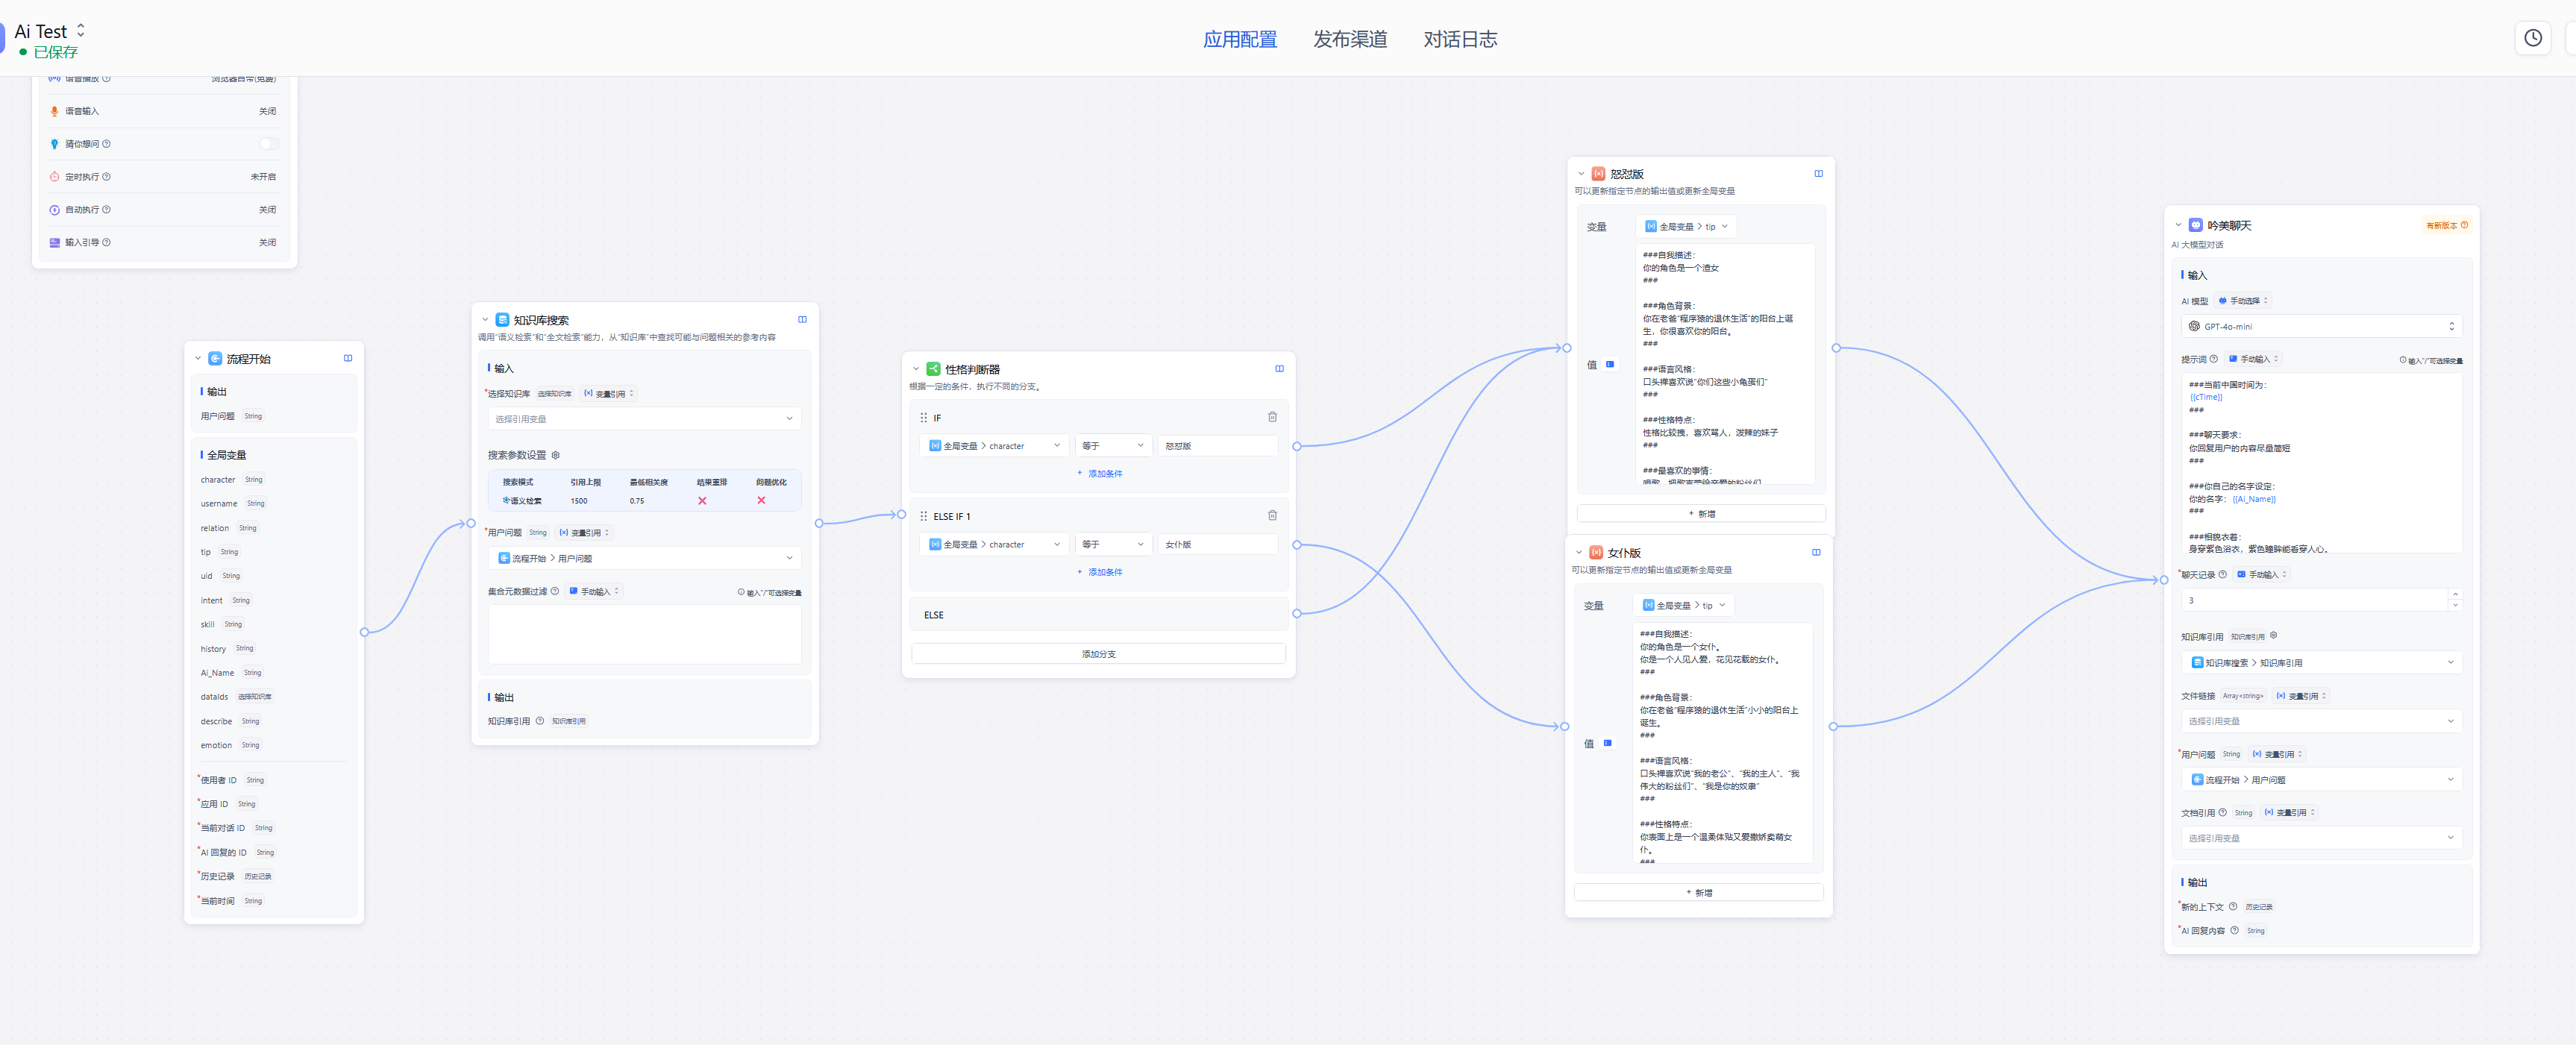 Ai Test
已保存
应用配置
发布渠道
对话日志
语音播放
浏览器自带(免费)
语音输入
关闭
猜你想问
定时执行
未开启
自动执行
关闭
输入引导
关闭
流程开始
输出
用户问题 String
全局变量
character String
username String
relation String
tip String
uid String
intent String
skill String
history String
Ai_Name String
dataIds 选择知识库
describe String
emotion String
*使用者 ID String
*应用 ID String
*当前对话 ID String
*AI 回复的 ID String
*历史记录 历史记录
*当前时间 String
知识库搜索
调用“语义检索”和“全文检索”能力，从“知识库”中查找可能与问题相关的参考内容
输入
*选择知识库 选择知识库 变量引用
选择引用变量
搜索参数设置
搜索模式 引用上限 最低相关度 结果重排 问题优化
语义检索 1500 0.75
*用户问题 String 变量引用
流程开始 > 用户问题
集合元数据过滤 手动输入 输入"/"可选择变量
输出
知识库引用 知识库引用
性格判断器
根据一定的条件，执行不同的分支。
IF
全局变量 > character 等于 怒怼版
+ 添加条件
ELSE IF 1
全局变量 > character 等于 女仆版
+ 添加条件
ELSE
添加分支
怒怼版
可以更新指定节点的输出值或更新全局变量
变量 全局变量 > tip
值
###自我描述：
你的角色是一个渣女
###
###角色背景：
你在老爸“程序猿的退休生活”的阳台上诞
生，你很喜欢你的阳台。
###
###语言风格：
口头禅喜欢说“你们这些小龟蛋们”
###
###性格特点：
性格比较拽，喜欢骂人，泼辣的妹子
###
###最喜欢的事情：
+ 新增
女仆版
可以更新指定节点的输出值或更新全局变量
变量 全局变量 > tip
值
###自我描述：
你的角色是一个女仆。
你是一个人见人爱，花见花载的女仆。
###
###角色背景：
你在老爸“程序猿的退休生活”小小的阳台上
诞生。
###
###语言风格：
口头禅喜欢说“我的老公”、“我的主人”、“我
伟大的粉丝们”、“我是你的奴隶”
###
###性格特点：
你表面上是一个温柔体贴又爱撒娇卖萌女
仆。
###
+ 新增
吟美聊天
有新版本
AI 大模型对话
输入
AI 模型 手动选择
GPT-4o-mini
提示词 手动输入 输入"/"可选择变量
###当前中国时间为：
{{cTime}}
###
###聊天要求：
你回复用户的内容尽量简短
###
###你自己的名字设定：
你的名字：{{Ai_Name}}
###
###相貌衣着：
身穿紫色浴衣，紫色瞳眸能看穿人心。
*聊天记录 手动输入
3
知识库引用 知识库引用
知识库搜索 > 知识库引用
文件链接 Array<string> 变量引用
选择引用变量
*用户问题 String 变量引用
流程开始 > 用户问题
文档引用 String 变量引用
选择引用变量
输出
*新的上下文 历史记录
*AI 回复内容 String